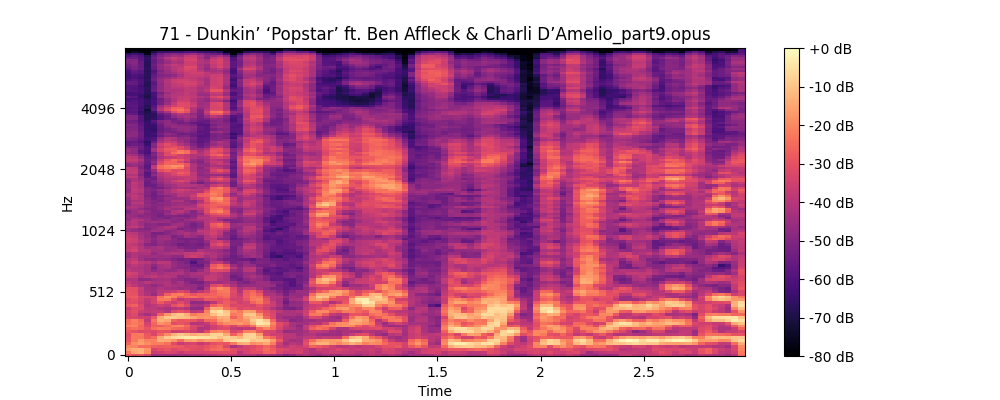 71 - Dunkin’ ‘Popstar’ ft. Ben Affleck & Charli D’Amelio_part9.opus
Hz
4096
2048
1024
512
0
0
0.5
1
1.5
2
2.5
Time
+0 dB
-10 dB
-20 dB
-30 dB
-40 dB
-50 dB
-60 dB
-70 dB
-80 dB